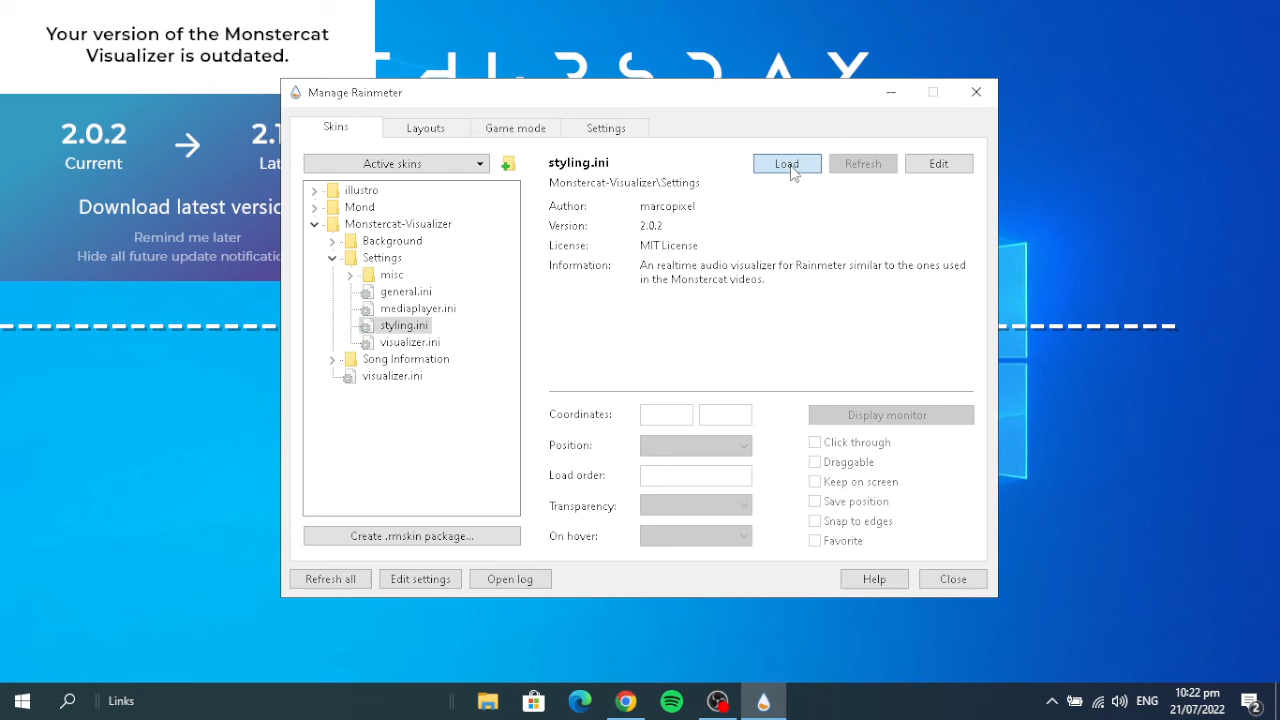 Your version of the Monstercat
Visualizer is outdated.
2.0.2
Current
Download latest
Remind me later
Hide all future update
THURSDAY
Manage Rainmeter
Skins
Layouts
Game mode
Settings
Active skins
illustro
Mond
Monstercat-Visualizer
Background
Settings
misc
general.ini
mediaplayer.ini
styling.ini
visualizer.ini
Song Information
visualizer.ini
Create .rmskin package...
styling.ini
Load
Refresh
Edit
Monstercat-Visualizer\Settings
Author: marcopixel
Version: 2.0.2
License: MIT License
Information: An realtime audio visualizer for Rainmeter similar to the ones used
in the Monstercat videos.
Coordinates:
Position:
Load order:
Transparency:
On hover:
Display monitor
Click through
Draggable
Keep on screen
Save position
Snap to edges
Favorite
Refresh all
Edit settings
Open log
Help
Close
Links
ENG
10:22 pm
21/07/2022
2